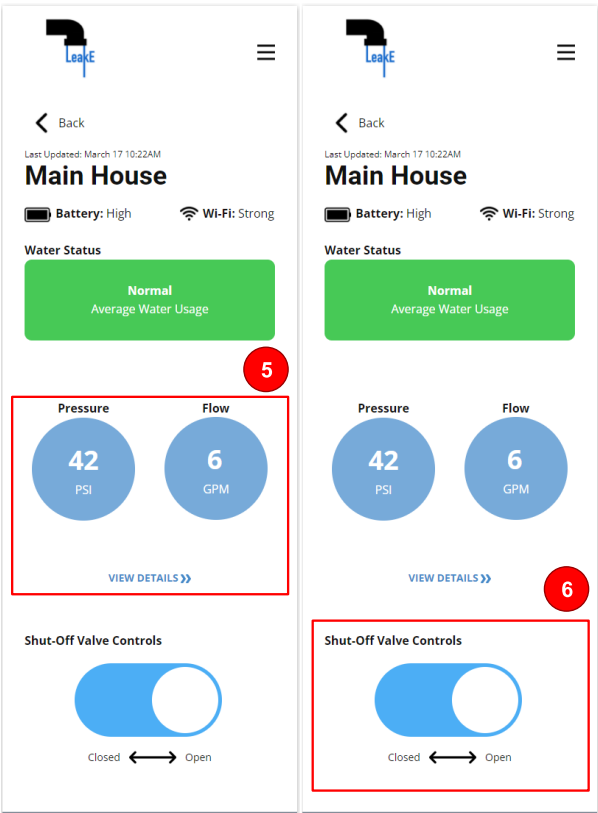 LeakE
Back
Last Updated: March 17 10:22AM
Main House
Battery: High Wi-Fi: Strong
Water Status
Normal
Average Water Usage
5
Pressure Flow
42 6
PSI GPM
VIEW DETAILS
Shut-Off Valve Controls
Closed Open
LeakE
Back
Last Updated: March 17 10:22AM
Main House
Battery: High Wi-Fi: Strong
Water Status
Normal
Average Water Usage
Pressure Flow
42 6
PSI GPM
VIEW DETAILS
6
Shut-Off Valve Controls
Closed Open